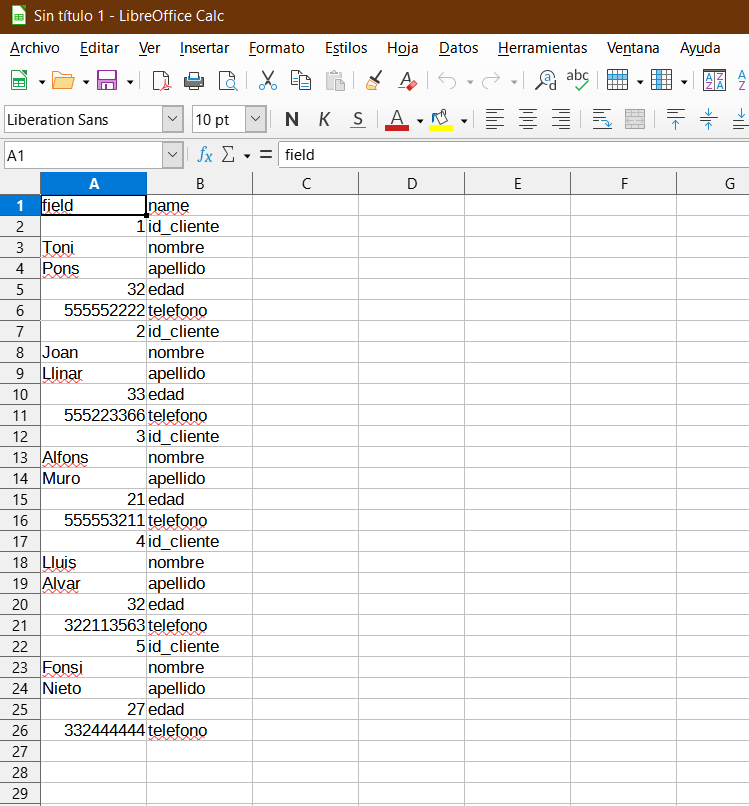 Sin título 1 - LibreOffice Calc
Archivo Editar Ver Insertar Formato Estilos Hoja Datos Herramientas Ventana Ayuda
abc A Z Z A A Z
Liberation Sans 10 pt N K S A
A1 fx Σ = field
A B C D E F G
1 field name
2 1 id_cliente
3 Toni nombre
4 Pons apellido
5 32 edad
6 555552222 telefono
7 2 id_cliente
8 Joan nombre
9 Llinar apellido
10 33 edad
11 555223366 telefono
12 3 id_cliente
13 Alfons nombre
14 Muro apellido
15 21 edad
16 555553211 telefono
17 4 id_cliente
18 Lluis nombre
19 Alvar apellido
20 32 edad
21 322113563 telefono
22 5 id_cliente
23 Fonsi nombre
24 Nieto apellido
25 27 edad
26 332444444 telefono
27
28
29